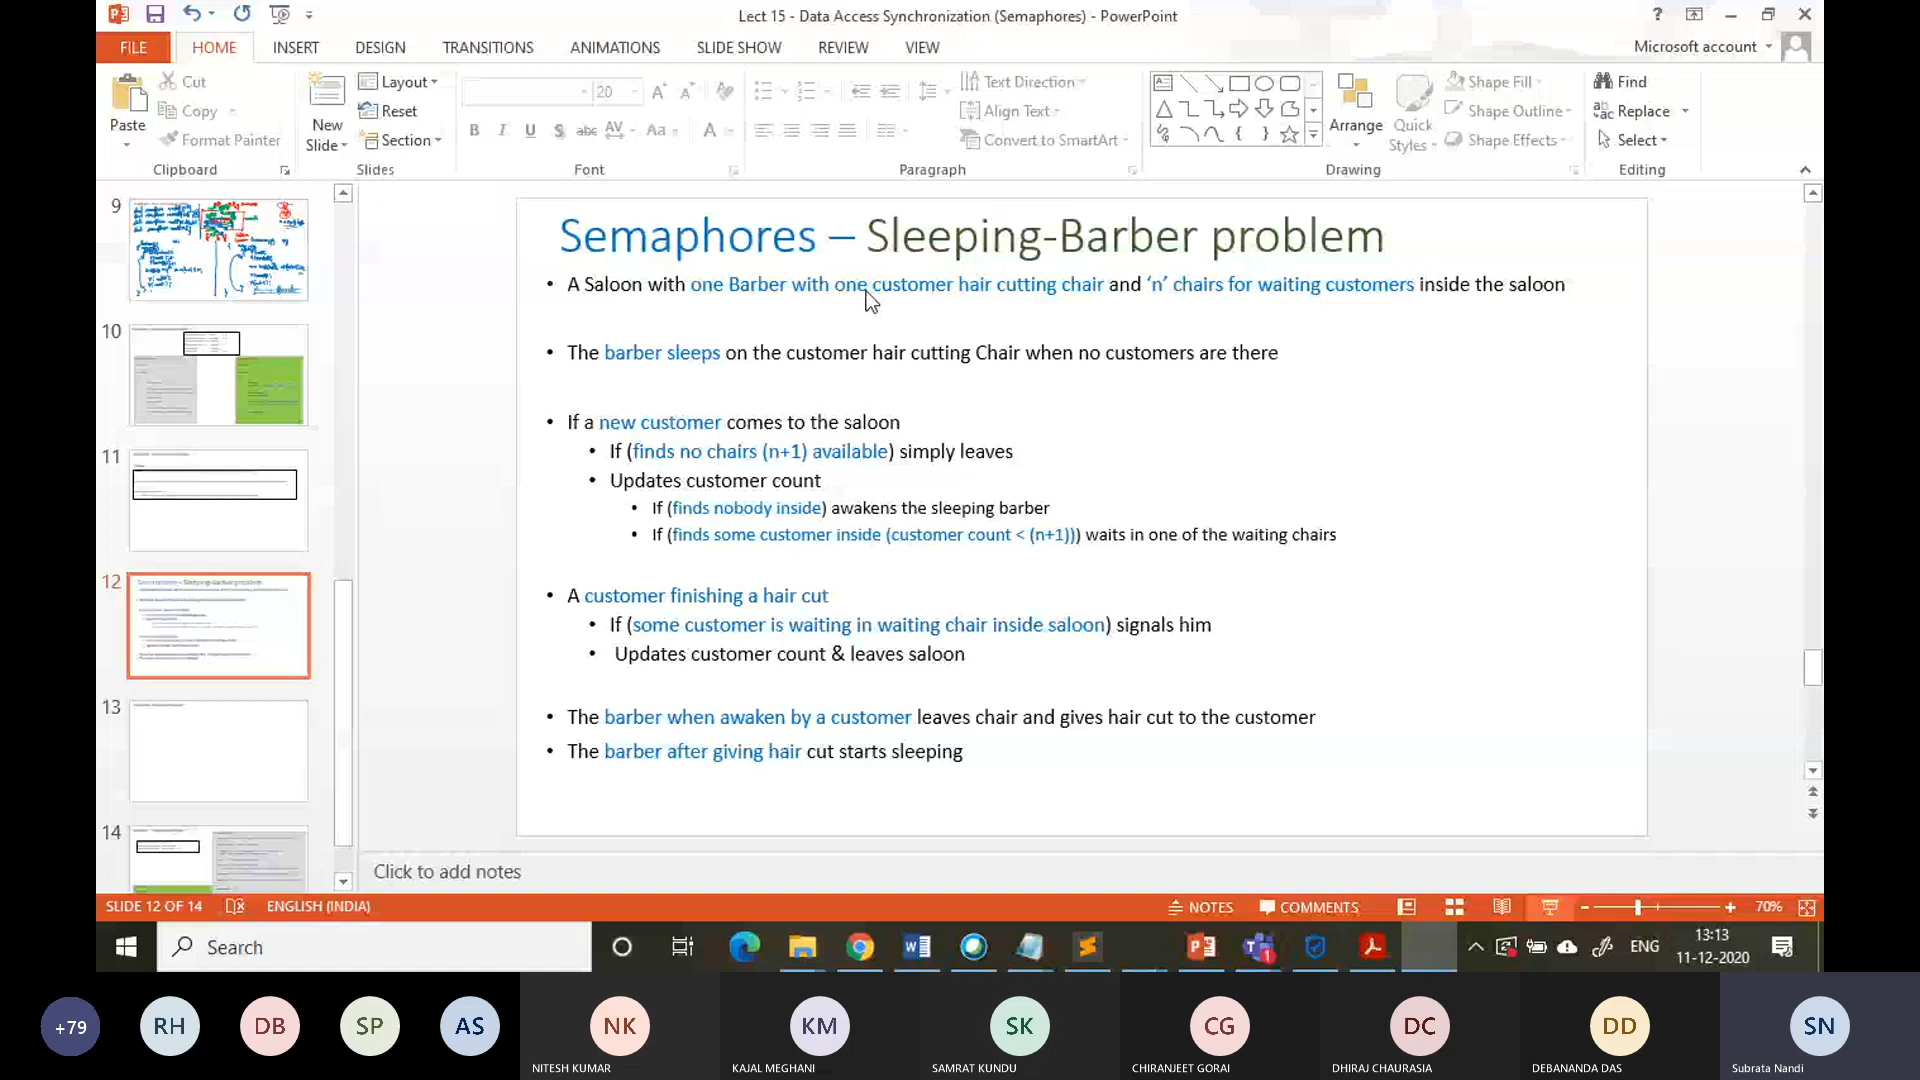 Lect 15 - Data Access Synchronization (Semaphores) - PowerPoint
FILE HOME INSERT DESIGN TRANSITIONS ANIMATIONS SLIDE SHOW REVIEW VIEW
Microsoft account
Paste
Cut
Copy
Format Painter
Clipboard
New Slide
Layout
Reset
Section
Slides
20
Font
Text Direction
Align Text
Convert to SmartArt
Paragraph
Arrange
Quick Styles
Shape Fill
Shape Outline
Shape Effects
Drawing
Find
Replace
Select
Editing
9
10
11
12
13
14
Semaphores – Sleeping-Barber problem
• A Saloon with one Barber with one customer hair cutting chair and ‘n’ chairs for waiting customers inside the saloon
• The barber sleeps on the customer hair cutting Chair when no customers are there
• If a new customer comes to the saloon
• If (finds no chairs (n+1) available) simply leaves
• Updates customer count
• If (finds nobody inside) awakens the sleeping barber
• If (finds some customer inside (customer count < (n+1))) waits in one of the waiting chairs
• A customer finishing a hair cut
• If (some customer is waiting in waiting chair inside saloon) signals him
• Updates customer count & leaves saloon
• The barber when awaken by a customer leaves chair and gives hair cut to the customer
• The barber after giving hair cut starts sleeping
Click to add notes
SLIDE 12 OF 14 ENGLISH (INDIA) NOTES COMMENTS 70%
Search
ENG
13:13
11-12-2020
+79 RH DB SP AS NK KM SK CG DC DD SN
NITESH KUMAR KAJAL MEGHANI SAMRAT KUNDU CHIRANJEET GORAI DHIRAJ CHAURASIA DEBANANDA DAS Subrata Nandi